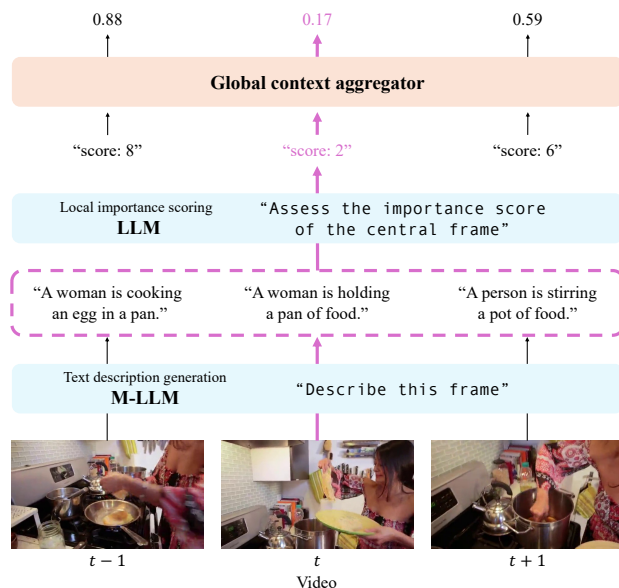 0.88 0.17 0.59
Global context aggregator
“score: 8” “score: 2” “score: 6”
Local importance scoring
LLM
“Assess the importance score
of the central frame”
“A woman is cooking
an egg in a pan.”
“A woman is holding
a pan of food.”
“A person is stirring
a pot of food.”
Text description generation
M-LLM
“Describe this frame”
t − 1 t t + 1
Video